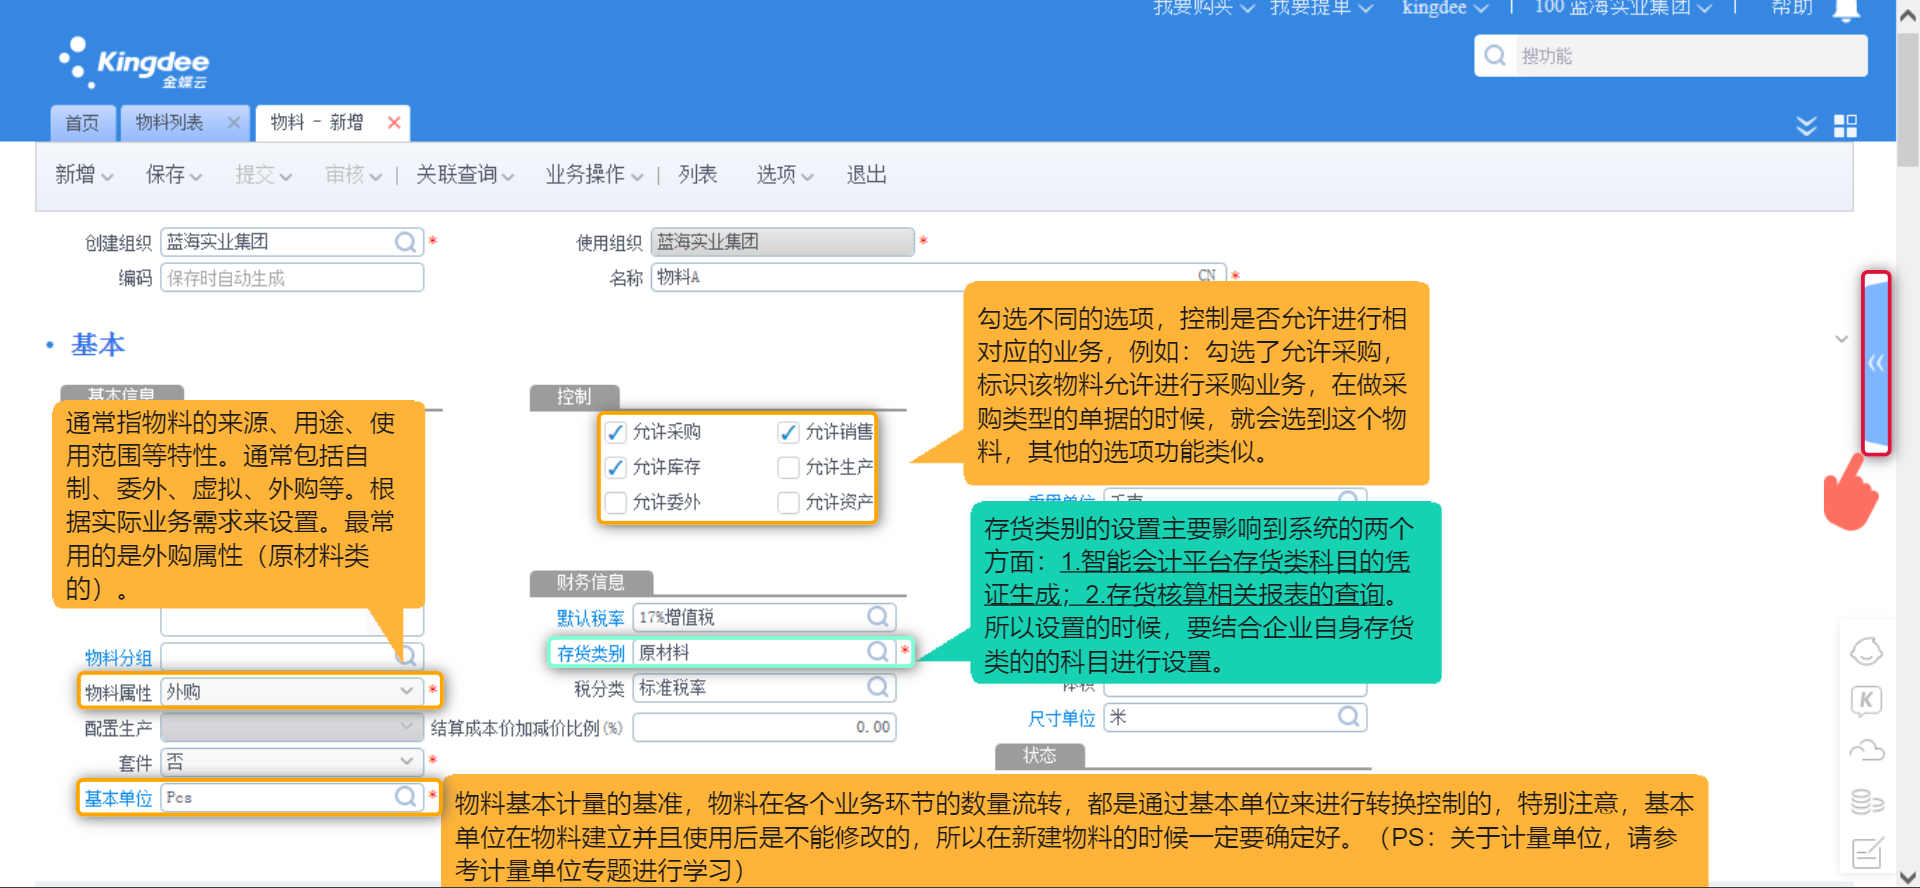 我要购买 我要提单 kingdee | 100 蓝海实业集团 | 帮助
Kingdee
金蝶云
搜功能
首页 物料列表 物料 - 新增
新增 保存 提交 审核 | 关联查询 业务操作 | 列表 选项 退出
创建组织 蓝海实业集团 * 使用组织 蓝海实业集团 *
编码 保存时自动生成 名称 物料A CN *
• 基本
基本信息
控制
通常指物料的来源、用途、使
用范围等特性。通常包括自
制、委外、虚拟、外购等。根
据实际业务需求来设置。最常
用的是外购属性（原材料类
的）。
允许采购 允许销售
允许库存 允许生产
允许委外 允许资产
勾选不同的选项，控制是否允许进行相
对应的业务，例如：勾选了允许采购，
标识该物料允许进行采购业务，在做采
购类型的单据的时候，就会选到这个物
料，其他的选项功能类似。
重量单位 千克
存货类别的设置主要影响到系统的两个
方面：1.智能会计平台存货类科目的凭
证生成；2.存货核算相关报表的查询。
所以设置的时候，要结合企业自身存货
类的的科目进行设置。
财务信息
默认税率 17%增值税
存货类别 原材料 *
税分类 标准税率
结算成本价加减价比例(%) 0.00
物料分组
物料属性 外购 *
配置生产
套件 否 *
基本单位 Pcs *
体积
尺寸单位 米
状态
物料基本计量的基准，物料在各个业务环节的数量流转，都是通过基本单位来进行转换控制的，特别注意，基本
单位在物料建立并且使用后是不能修改的，所以在新建物料的时候一定要确定好。（PS：关于计量单位，请参
考计量单位专题进行学习）
K